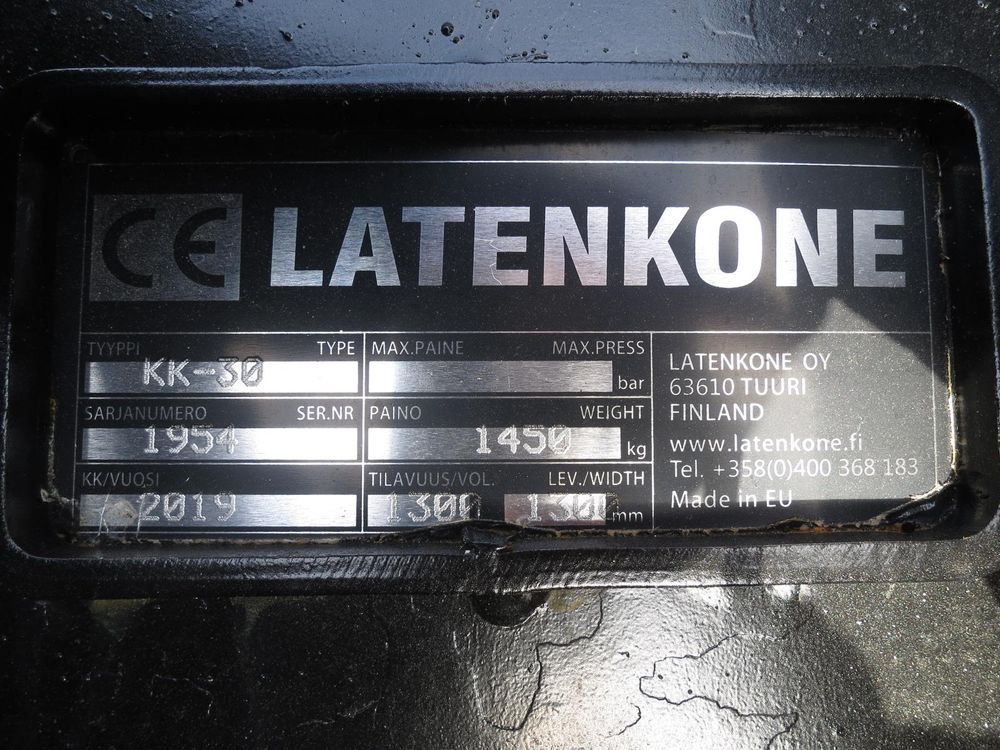 CE LATENKONE
TYYPPI TYPE
KK-30
MAX.PAINE MAX.PRESS
bar
SARJANUMERO SER.NR
1954
PAINO WEIGHT
1450 kg
KK/VUOSI
2019
TILAVUUS/VOL. LEV./WIDTH
1300 1300 mm
LATENKONE OY
63610 TUURI
FINLAND
www.latenkone.fi
Tel. +358(0)400 368 183
Made in EU